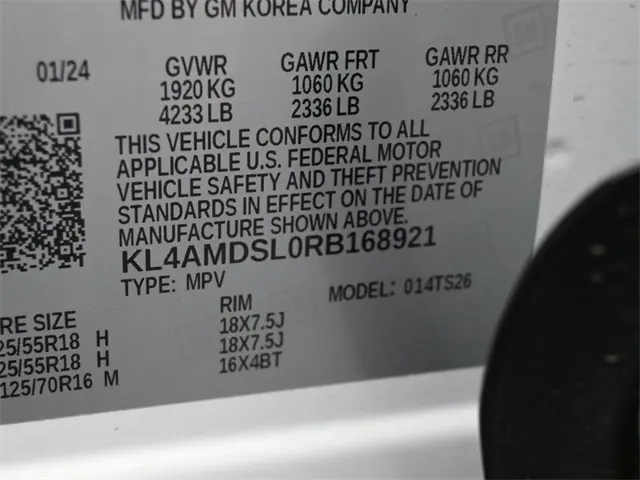 MFD BY GM KOREA COMPANY
01/24 GVWR GAWR FRT GAWR RR
1920 KG 1060 KG 1060 KG
4233 LB 2336 LB 2336 LB
THIS VEHICLE CONFORMS TO ALL
APPLICABLE U.S. FEDERAL MOTOR
VEHICLE SAFETY AND THEFT PREVENTION
STANDARDS IN EFFECT ON THE DATE OF
MANUFACTURE SHOWN ABOVE.
KL4AMDSL0RB168921
TYPE: MPV MODEL: 014TS26
RE SIZE RIM
25/55R18 H 18X7.5J
25/55R18 H 18X7.5J
125/70R16 M 16X4BT